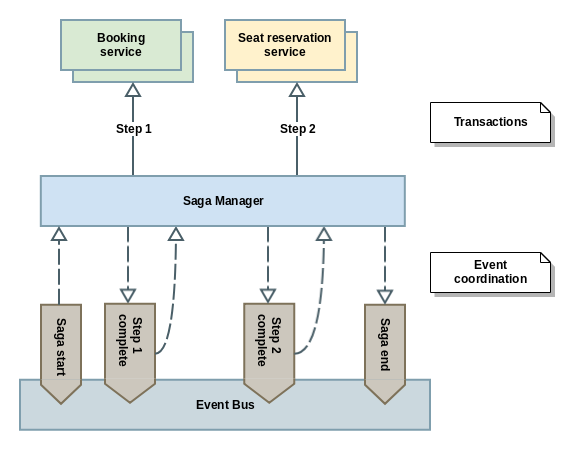 Booking
service
Seat reservation
service
Step 1
Step 2
Transactions
Saga Manager
Event
coordination
Saga start
Step 1
complete
Step 2
complete
Saga end
Event Bus